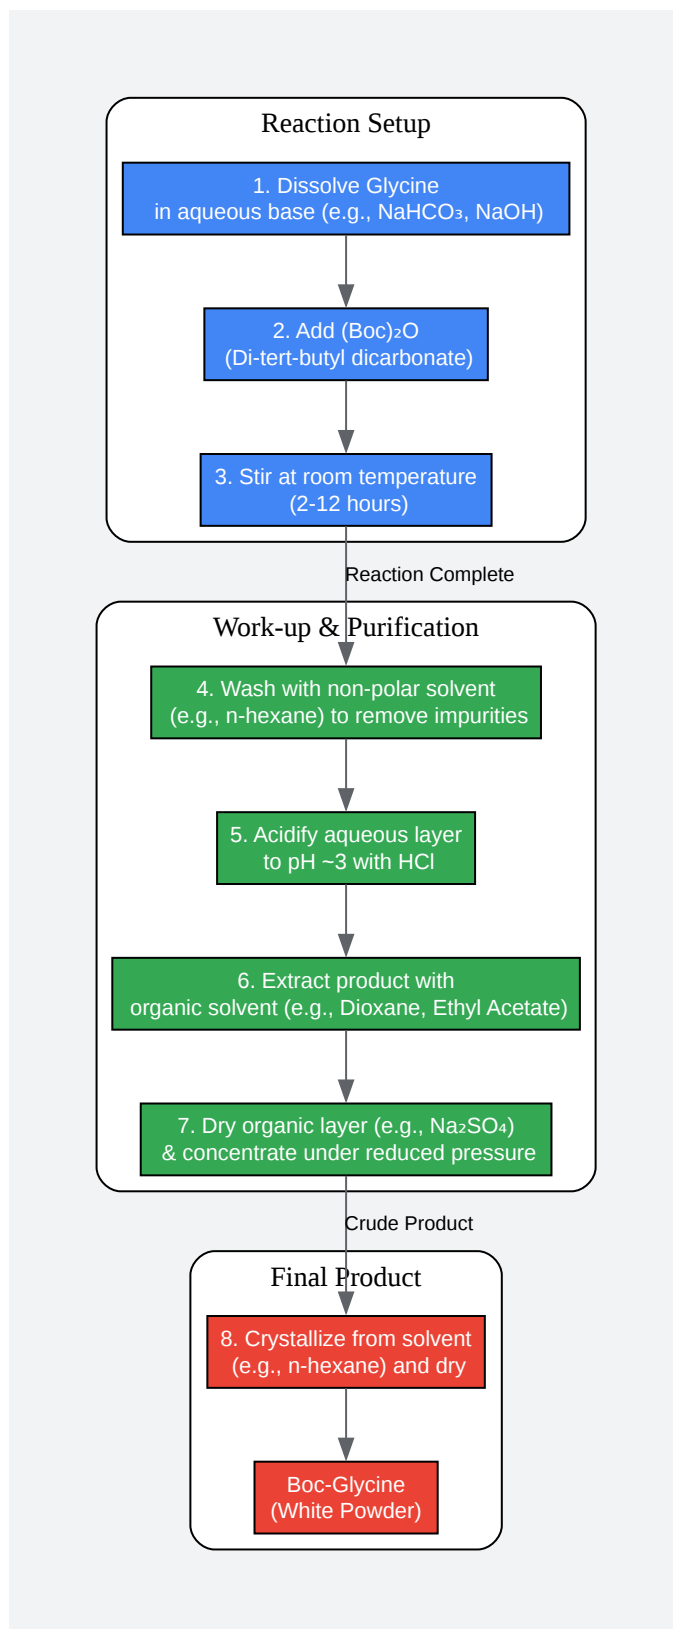 Reaction Setup
1. Dissolve Glycine
in aqueous base (e.g., NaHCO₃, NaOH)
2. Add (Boc)₂O
(Di-tert-butyl dicarbonate)
3. Stir at room temperature
(2-12 hours)
Reaction Complete
Work-up & Purification
4. Wash with non-polar solvent
(e.g., n-hexane) to remove impurities
5. Acidify aqueous layer
to pH ~3 with HCl
6. Extract product with
organic solvent (e.g., Dioxane, Ethyl Acetate)
7. Dry organic layer (e.g., Na₂SO₄)
& concentrate under reduced pressure
Crude Product
Final Product
8. Crystallize from solvent
(e.g., n-hexane) and dry
Boc-Glycine
(White Powder)